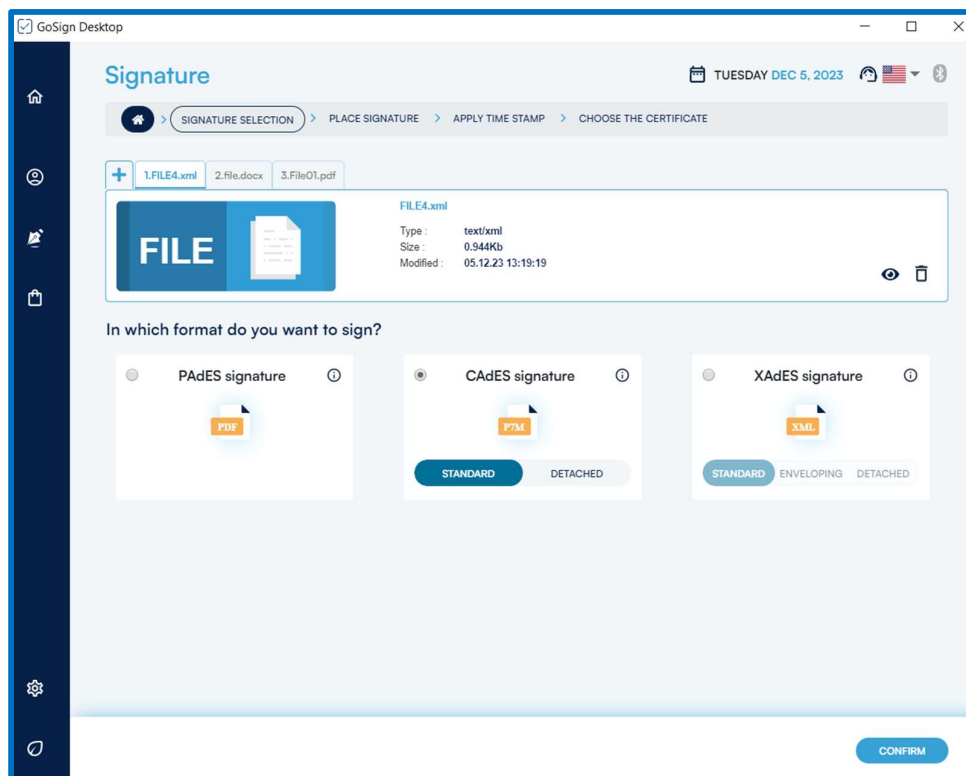 GoSign Desktop
Signature
TUESDAY DEC 5, 2023
SIGNATURE SELECTION > PLACE SIGNATURE > APPLY TIME STAMP > CHOOSE THE CERTIFICATE
1.FILE4.xml 2.file.docx 3.File01.pdf
FILE
FILE4.xml
Type : text/xml
Size : 0.944Kb
Modified : 05.12.23 13:19:19
In which format do you want to sign?
PAdES signature
PDF
CAdES signature
P7M
STANDARD DETACHED
XAdES signature
XML
STANDARD ENVELOPING DETACHED
CONFIRM